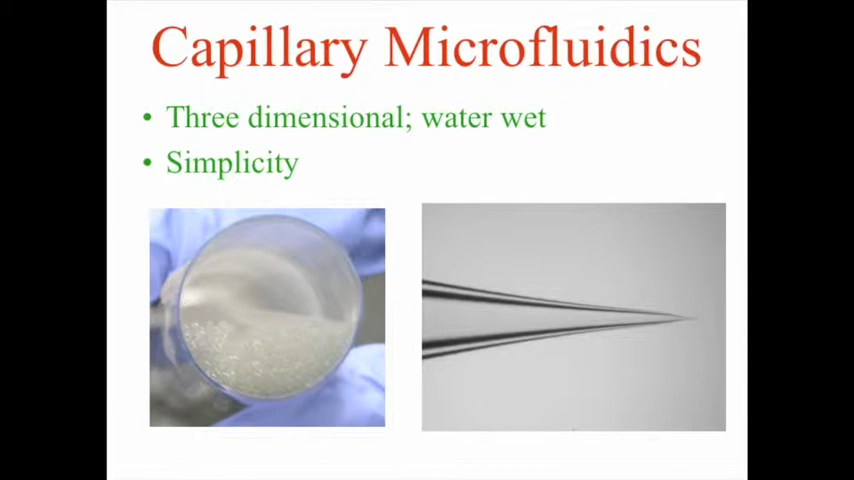 Capillary Microfluidics
• Three dimensional; water wet
• Simplicity